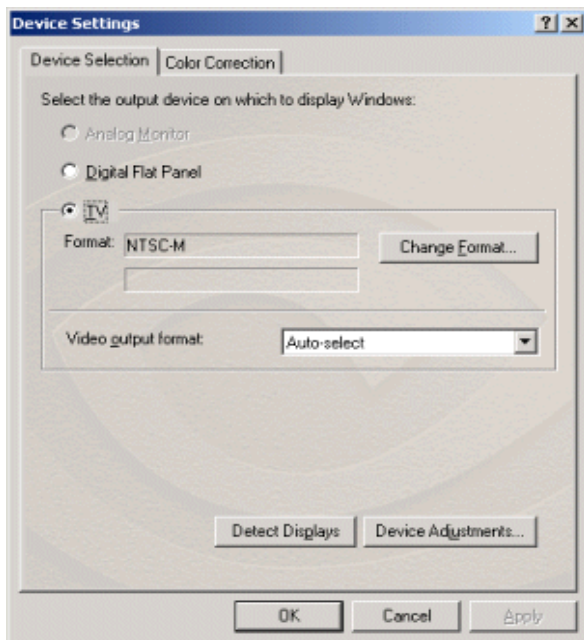 Device Settings
Device Selection
Color Correction
Select the output device on which to display Windows:
Analog Monitor
Digital Flat Panel
TV
Format: NTSC-M
Change Format...
Video output format: Auto-select
Detect Displays
Device Adjustments...
OK
Cancel
Apply